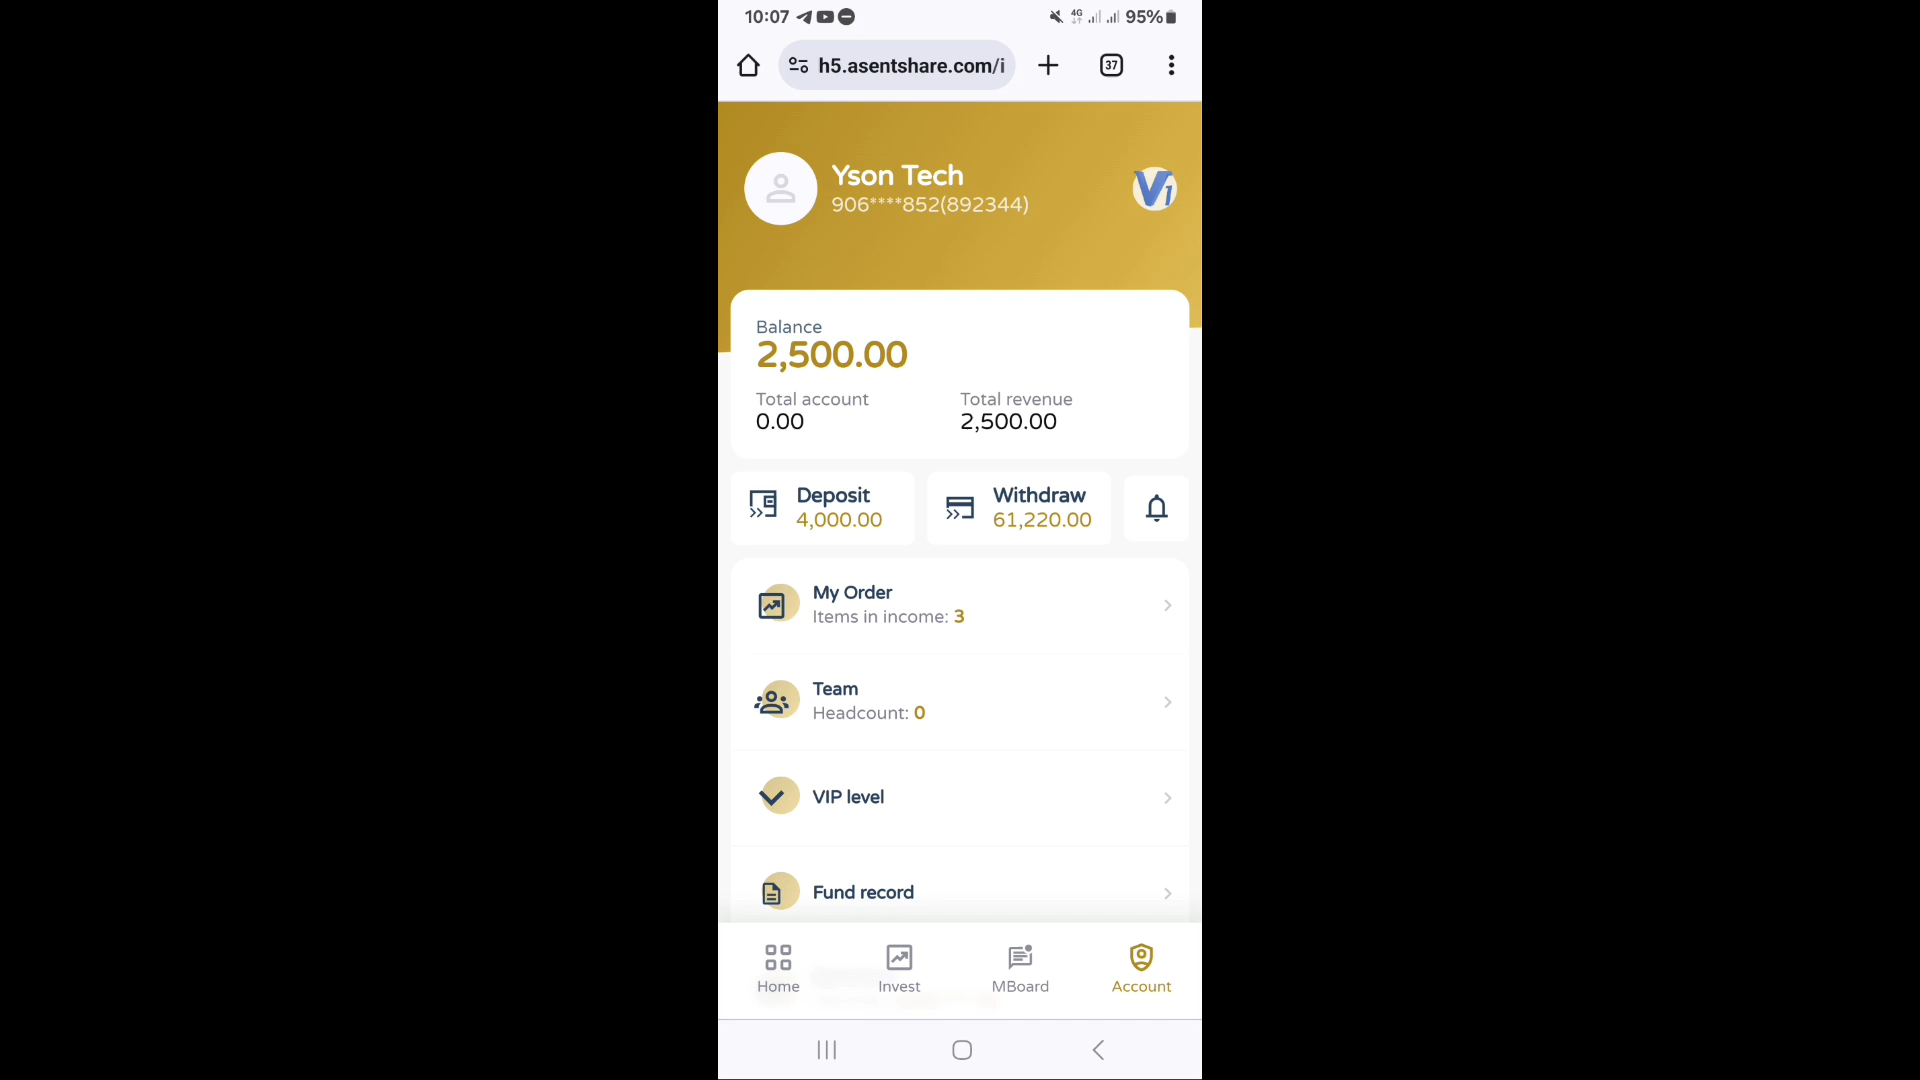 10:07
4G
95%
h5.asentshare.com/i
37
Yson Tech
906****852(892344)
V1
Balance
2,500.00
Total account
Total revenue
0.00
2,500.00
Deposit
4,000.00
Withdraw
61,220.00
My Order
Items in income: 3
Team
Headcount: 0
VIP level
Fund record
Home
Invest
MBoard
Account